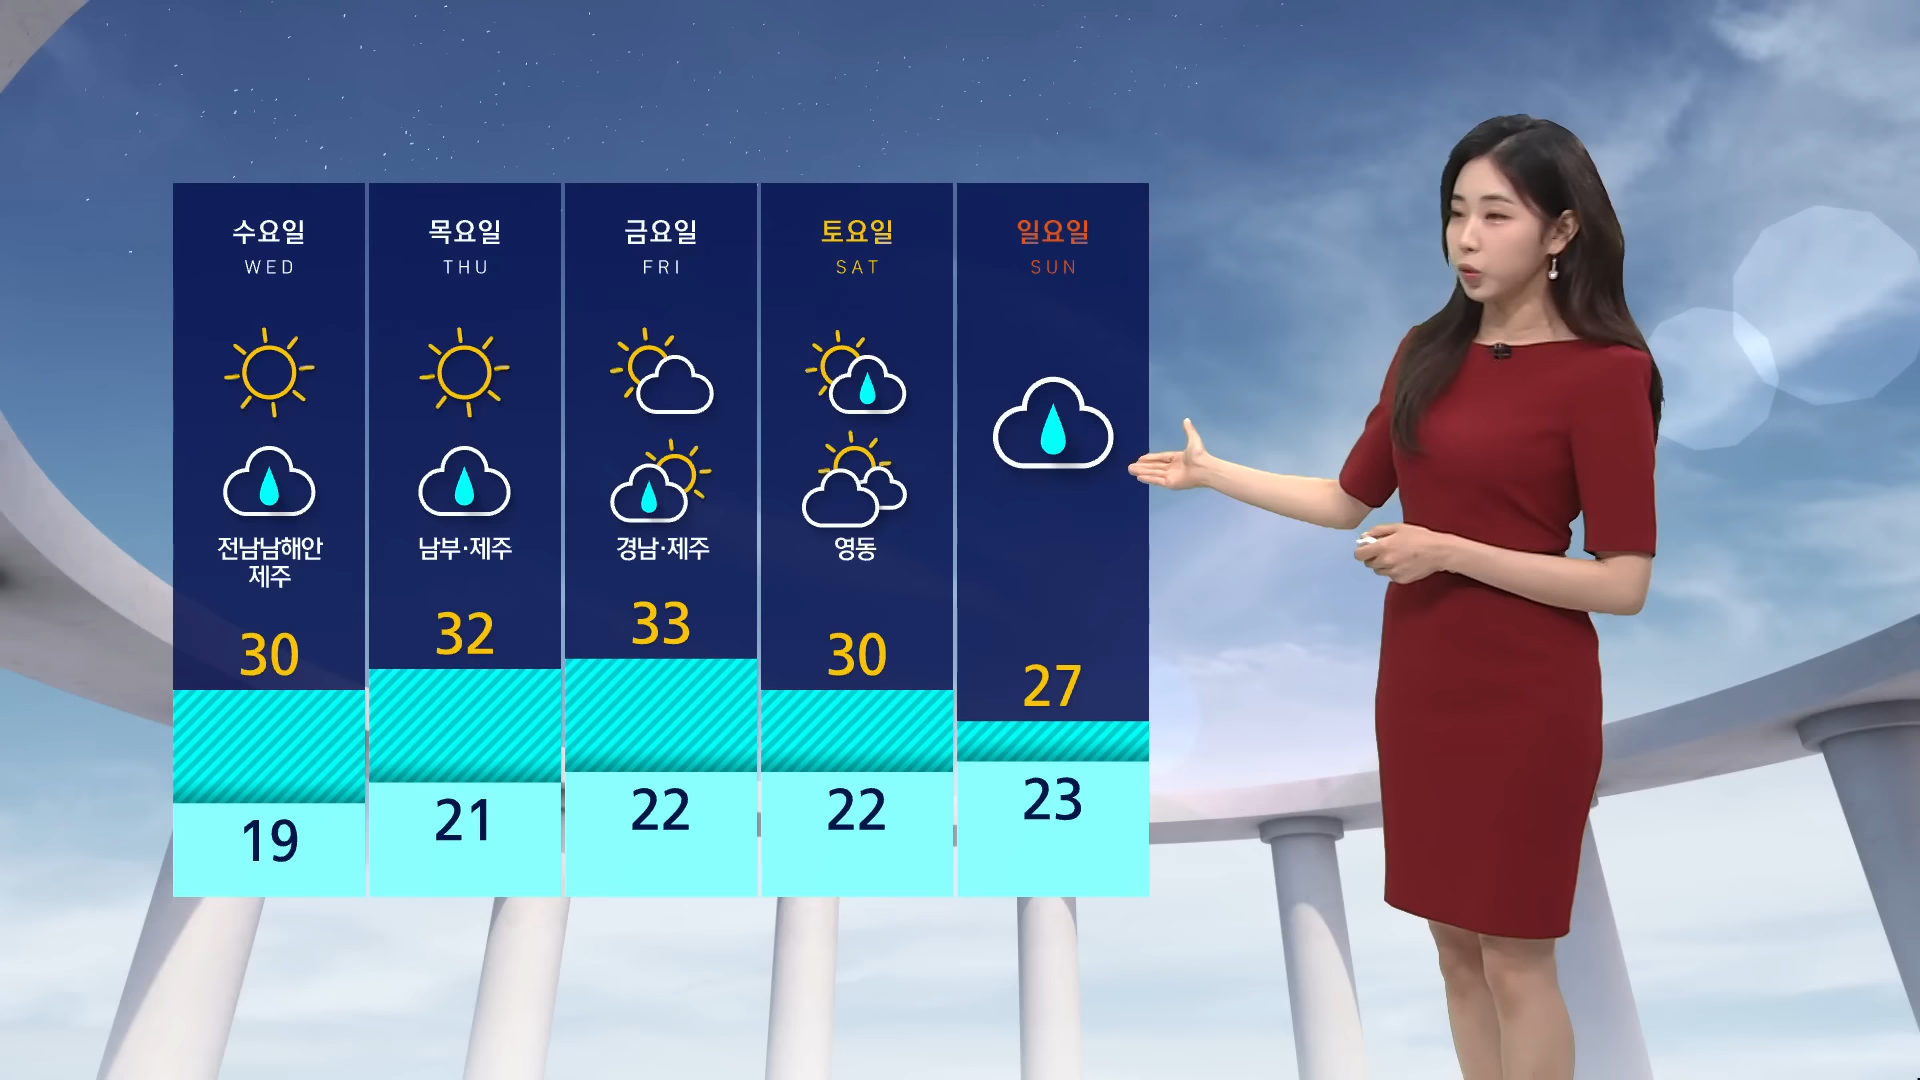 수요일
WED
전남남해안
제주
30
19
목요일
THU
남부·제주
32
21
금요일
FRI
경남·제주
33
22
토요일
SAT
영동
30
22
일요일
SUN
27
23